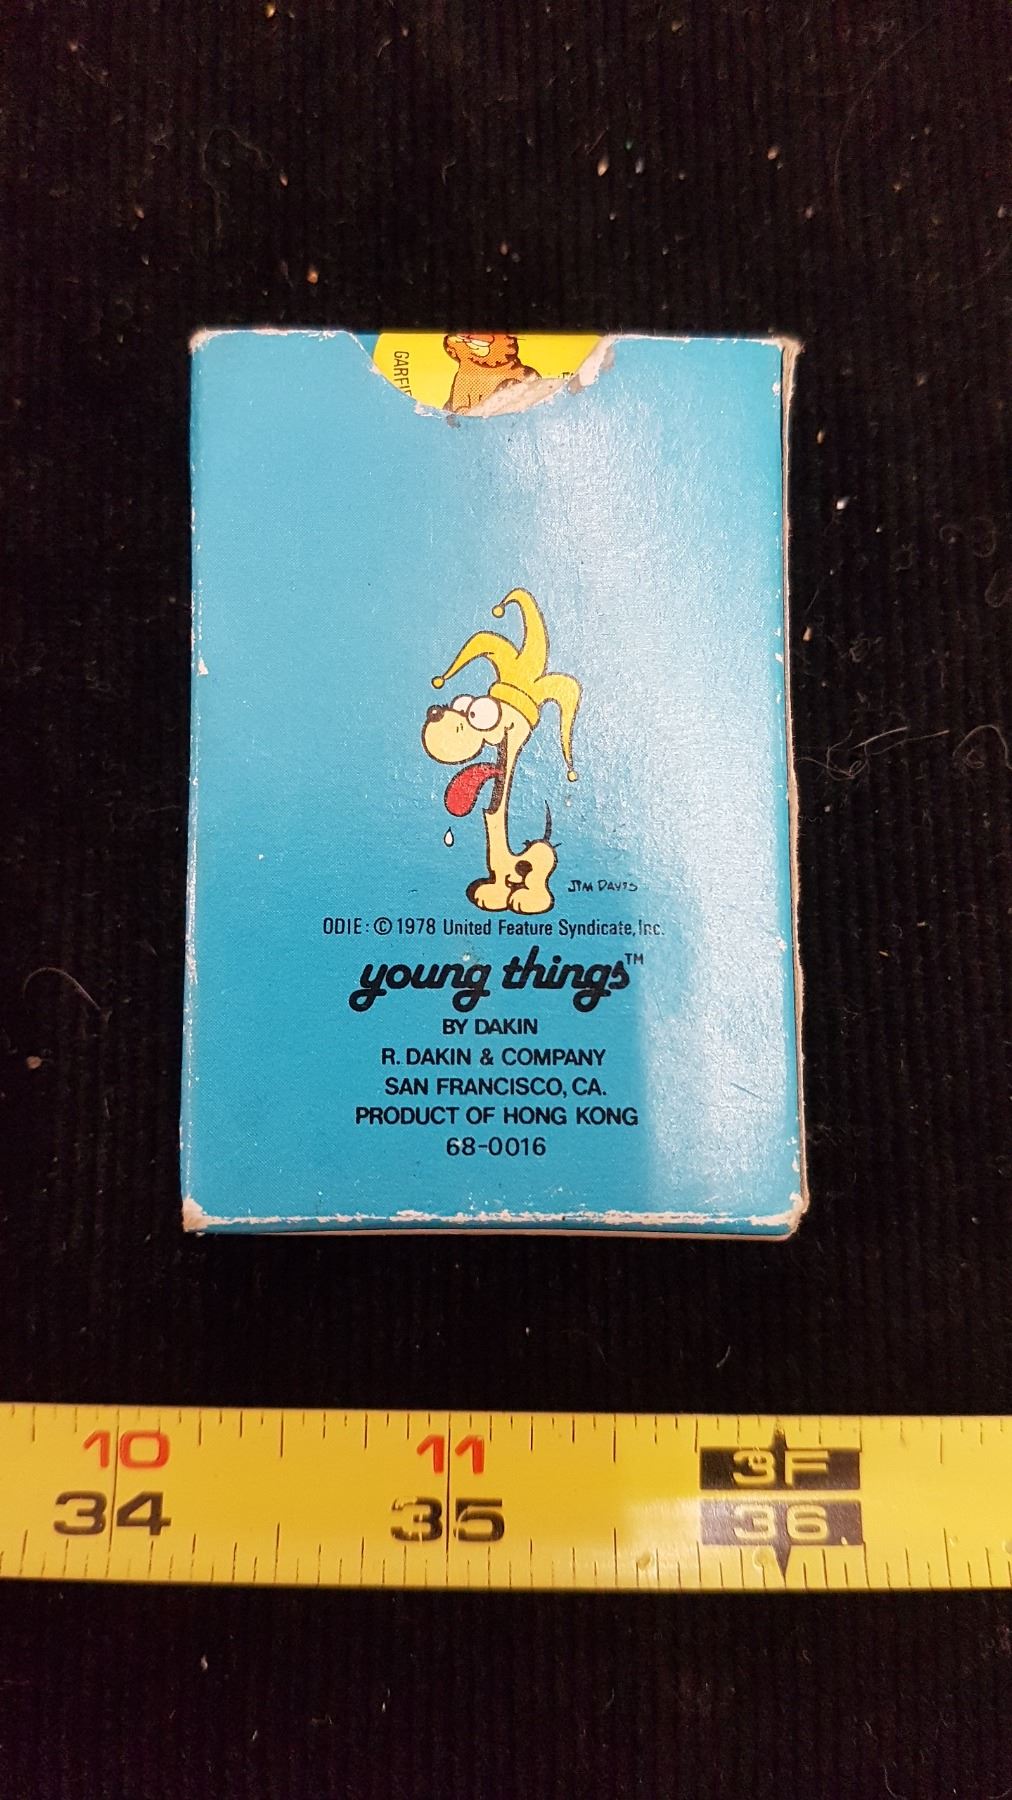 GARFI
JIM DAVIS
ODIE: © 1978 United Feature Syndicate, Inc.
young things™
BY DAKIN
R. DAKIN & COMPANY
SAN FRANCISCO, CA.
PRODUCT OF HONG KONG
68-0016
10 11 3F
34 35 36